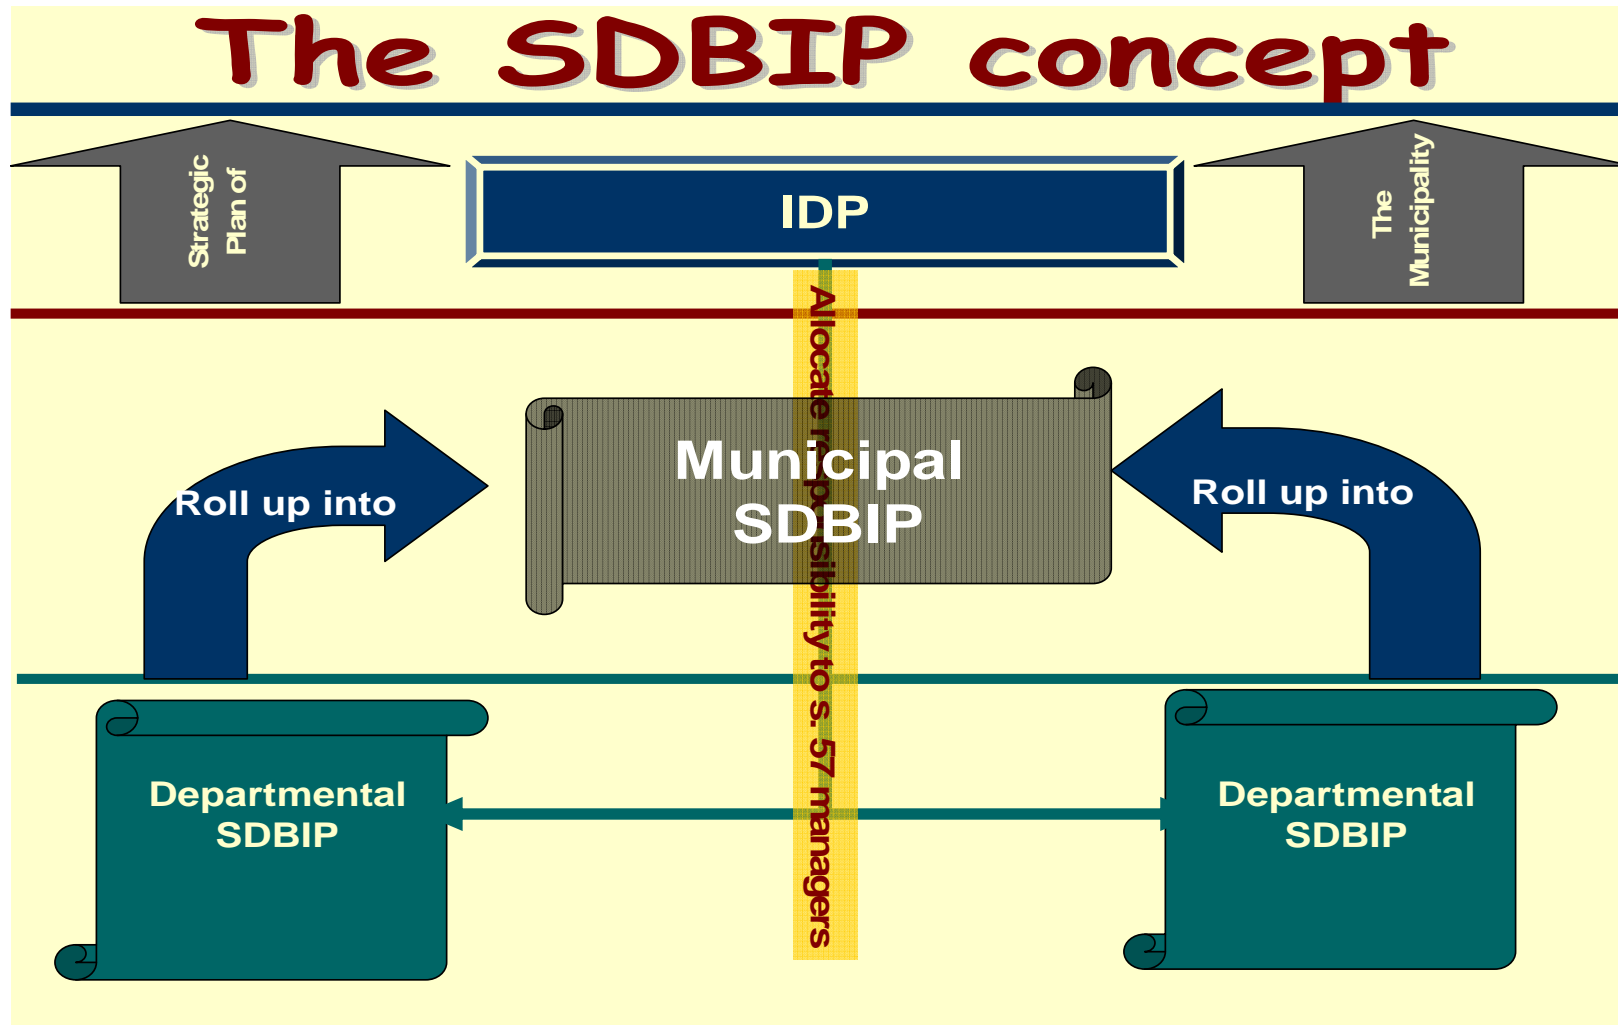 The SDBIP concept
Strategic
Plan of
IDP
The
Municipality
Allocate responsibility to s. 57 managers
Municipal
SDBIP
Roll up into
Roll up into
Departmental
SDBIP
Departmental
SDBIP